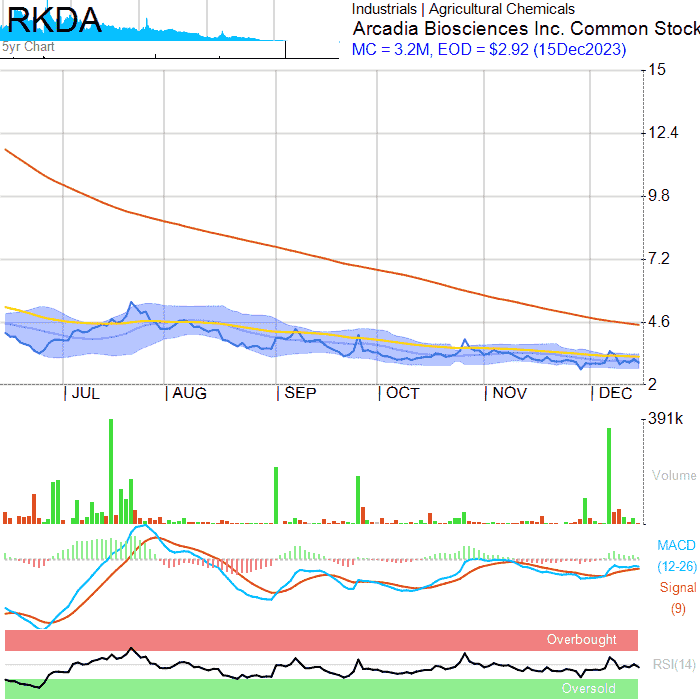 RKDA
5yr Chart
Industrials | Agricultural Chemicals
Arcadia Biosciences Inc. Common Stock
MC = 3.2M, EOD = $2.92 (15Dec2023)
15
12.4
9.8
7.2
4.6
2
JUL AUG SEP OCT NOV DEC
391k
Volume
MACD
(12-26)
Signal
(9)
Overbought
RSI(14)
Oversold